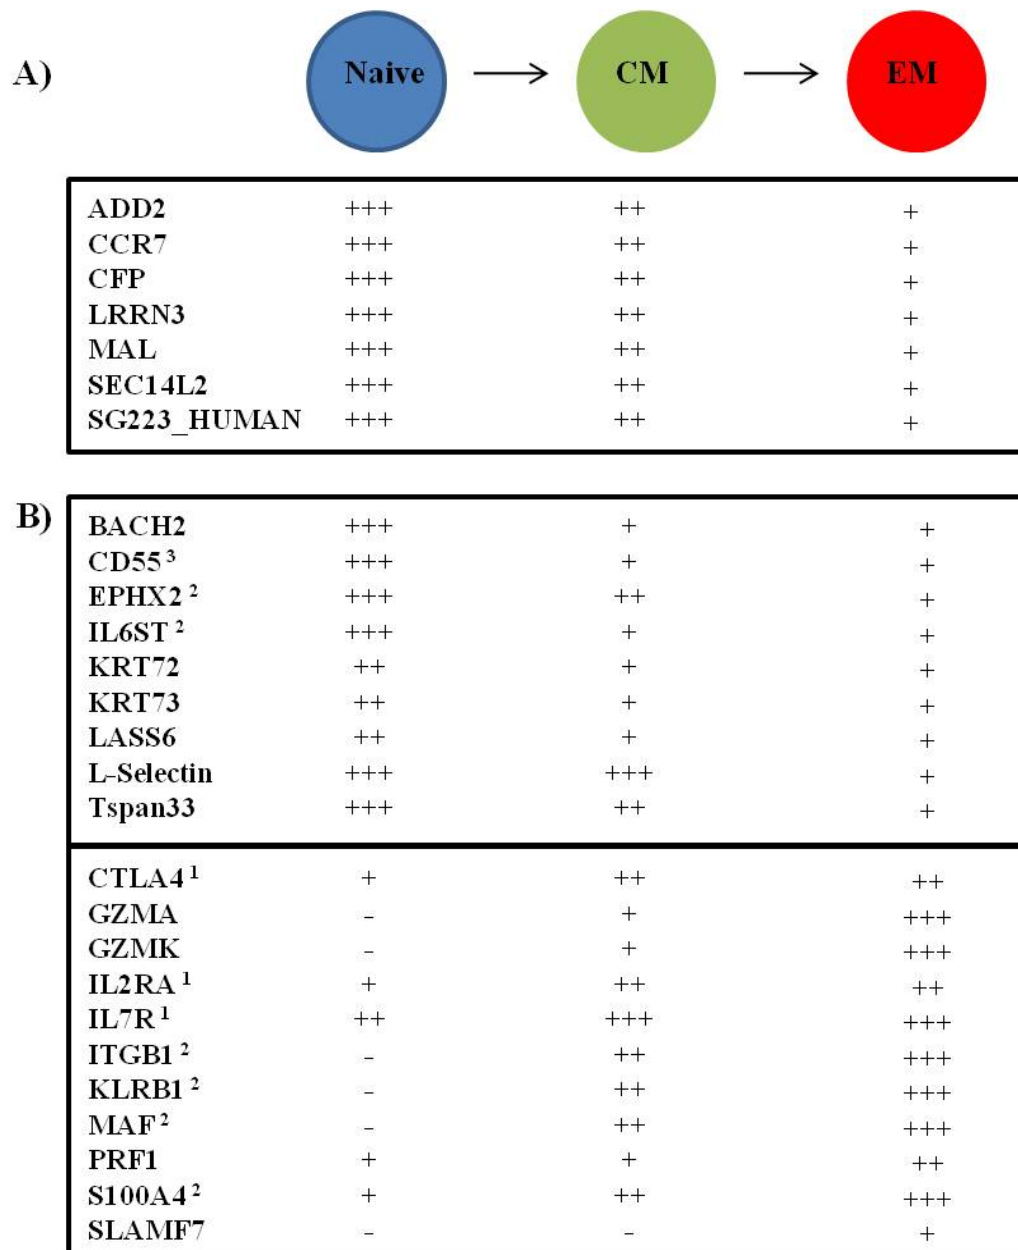 A) Naive → CM → EM
ADD2 +++ ++ +
CCR7 +++ ++ +
CFP +++ ++ +
LRRN3 +++ ++ +
MAL +++ ++ +
SEC14L2 +++ ++ +
SG223_HUMAN +++ ++ +
B)
BACH2 +++ + +
CD55 ³ +++ + +
EPHX2 ² +++ ++ +
IL6ST ² +++ + +
KRT72 ++ + +
KRT73 ++ + +
LASS6 ++ + +
L-Selectin +++ +++ +
Tspan33 +++ ++ +
CTLA4 ¹ + ++ ++
GZMA - + +++
GZMK - + +++
IL2RA ¹ + ++ ++
IL7R ¹ ++ +++ +++
ITGB1 ² - ++ +++
KLRB1 ² - ++ +++
MAF ² - ++ +++
PRF1 + + ++
S100A4 ² + ++ +++
SLAMF7 - - +